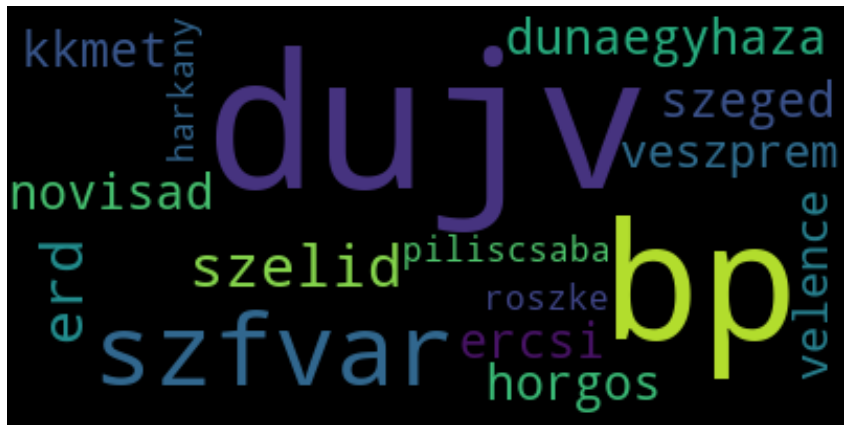 kkmet
harkany
dujv
dunaegyhaza
szeged
veszprem
novisad
erd
szelid
piliscsaba
roszke
bp
velence
szfvar
ercsi
horgos